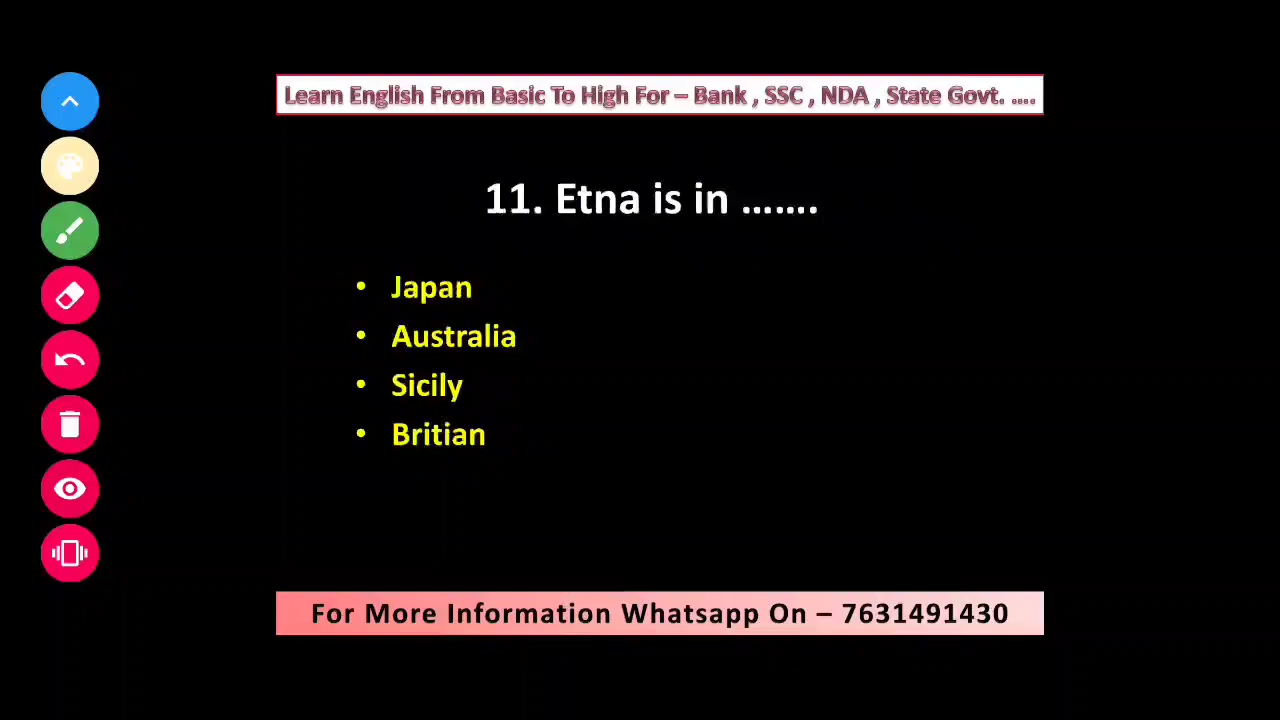 Learn English From Basic To High For – Bank , SSC , NDA , State Govt. ....
11. Etna is in .......
• Japan
• Australia
• Sicily
• Britian
For More Information Whatsapp On – 7631491430